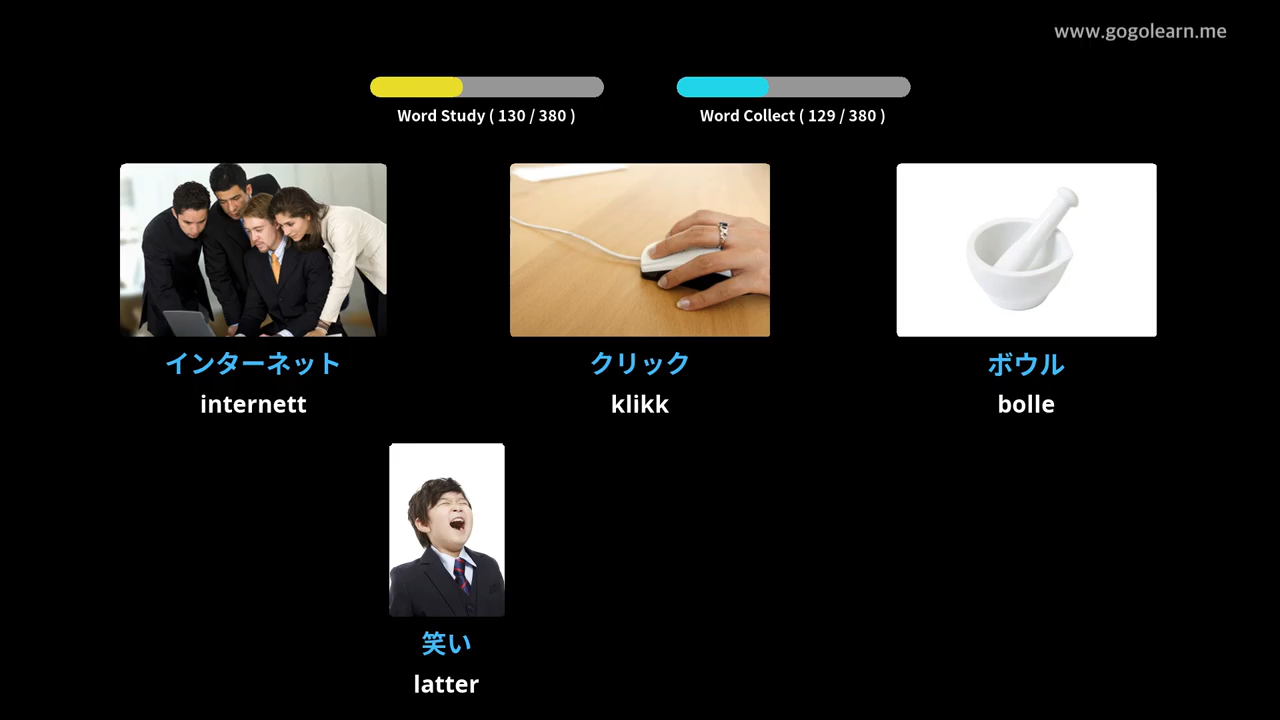 www.gogolearn.me
Word Study ( 130 / 380 )
Word Collect ( 129 / 380 )
インターネット
internett
クリック
klikk
ボウル
bolle
笑い
latter